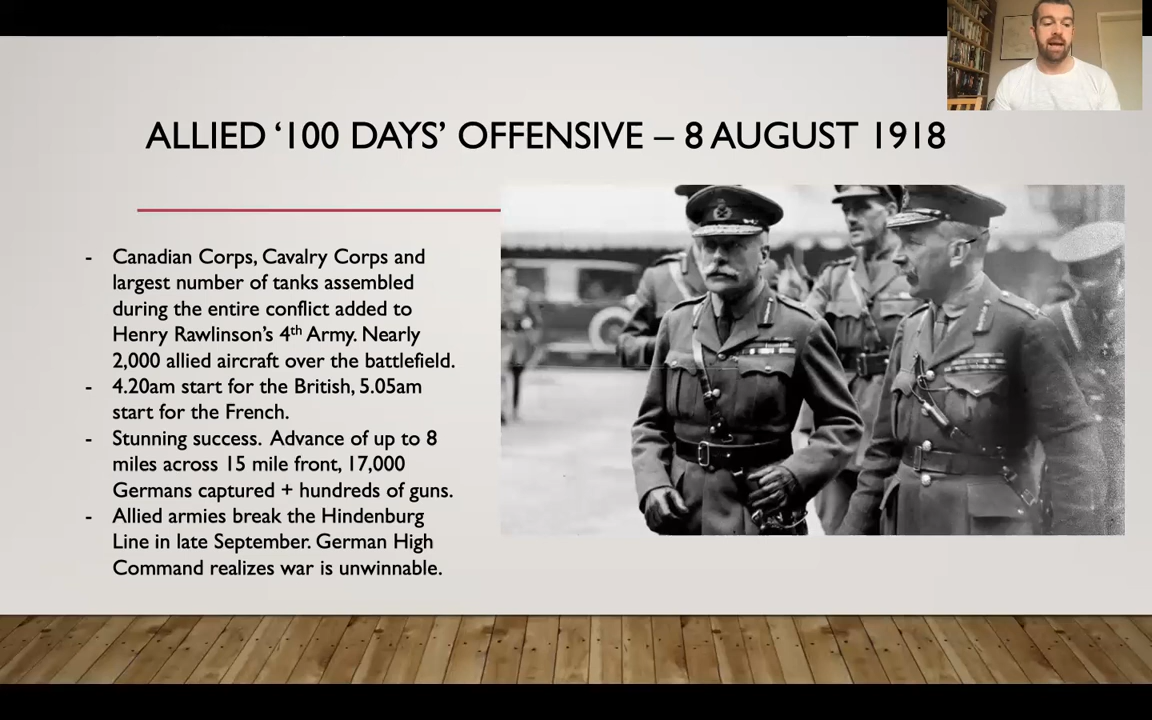 ALLIED ‘100 DAYS’ OFFENSIVE – 8 AUGUST 1918
- Canadian Corps, Cavalry Corps and
largest number of tanks assembled
during the entire conflict added to
Henry Rawlinson’s 4th Army. Nearly
2,000 allied aircraft over the battlefield.
- 4.20am start for the British, 5.05am
start for the French.
- Stunning success. Advance of up to 8
miles across 15 mile front, 17,000
Germans captured + hundreds of guns.
- Allied armies break the Hindenburg
Line in late September. German High
Command realizes war is unwinnable.